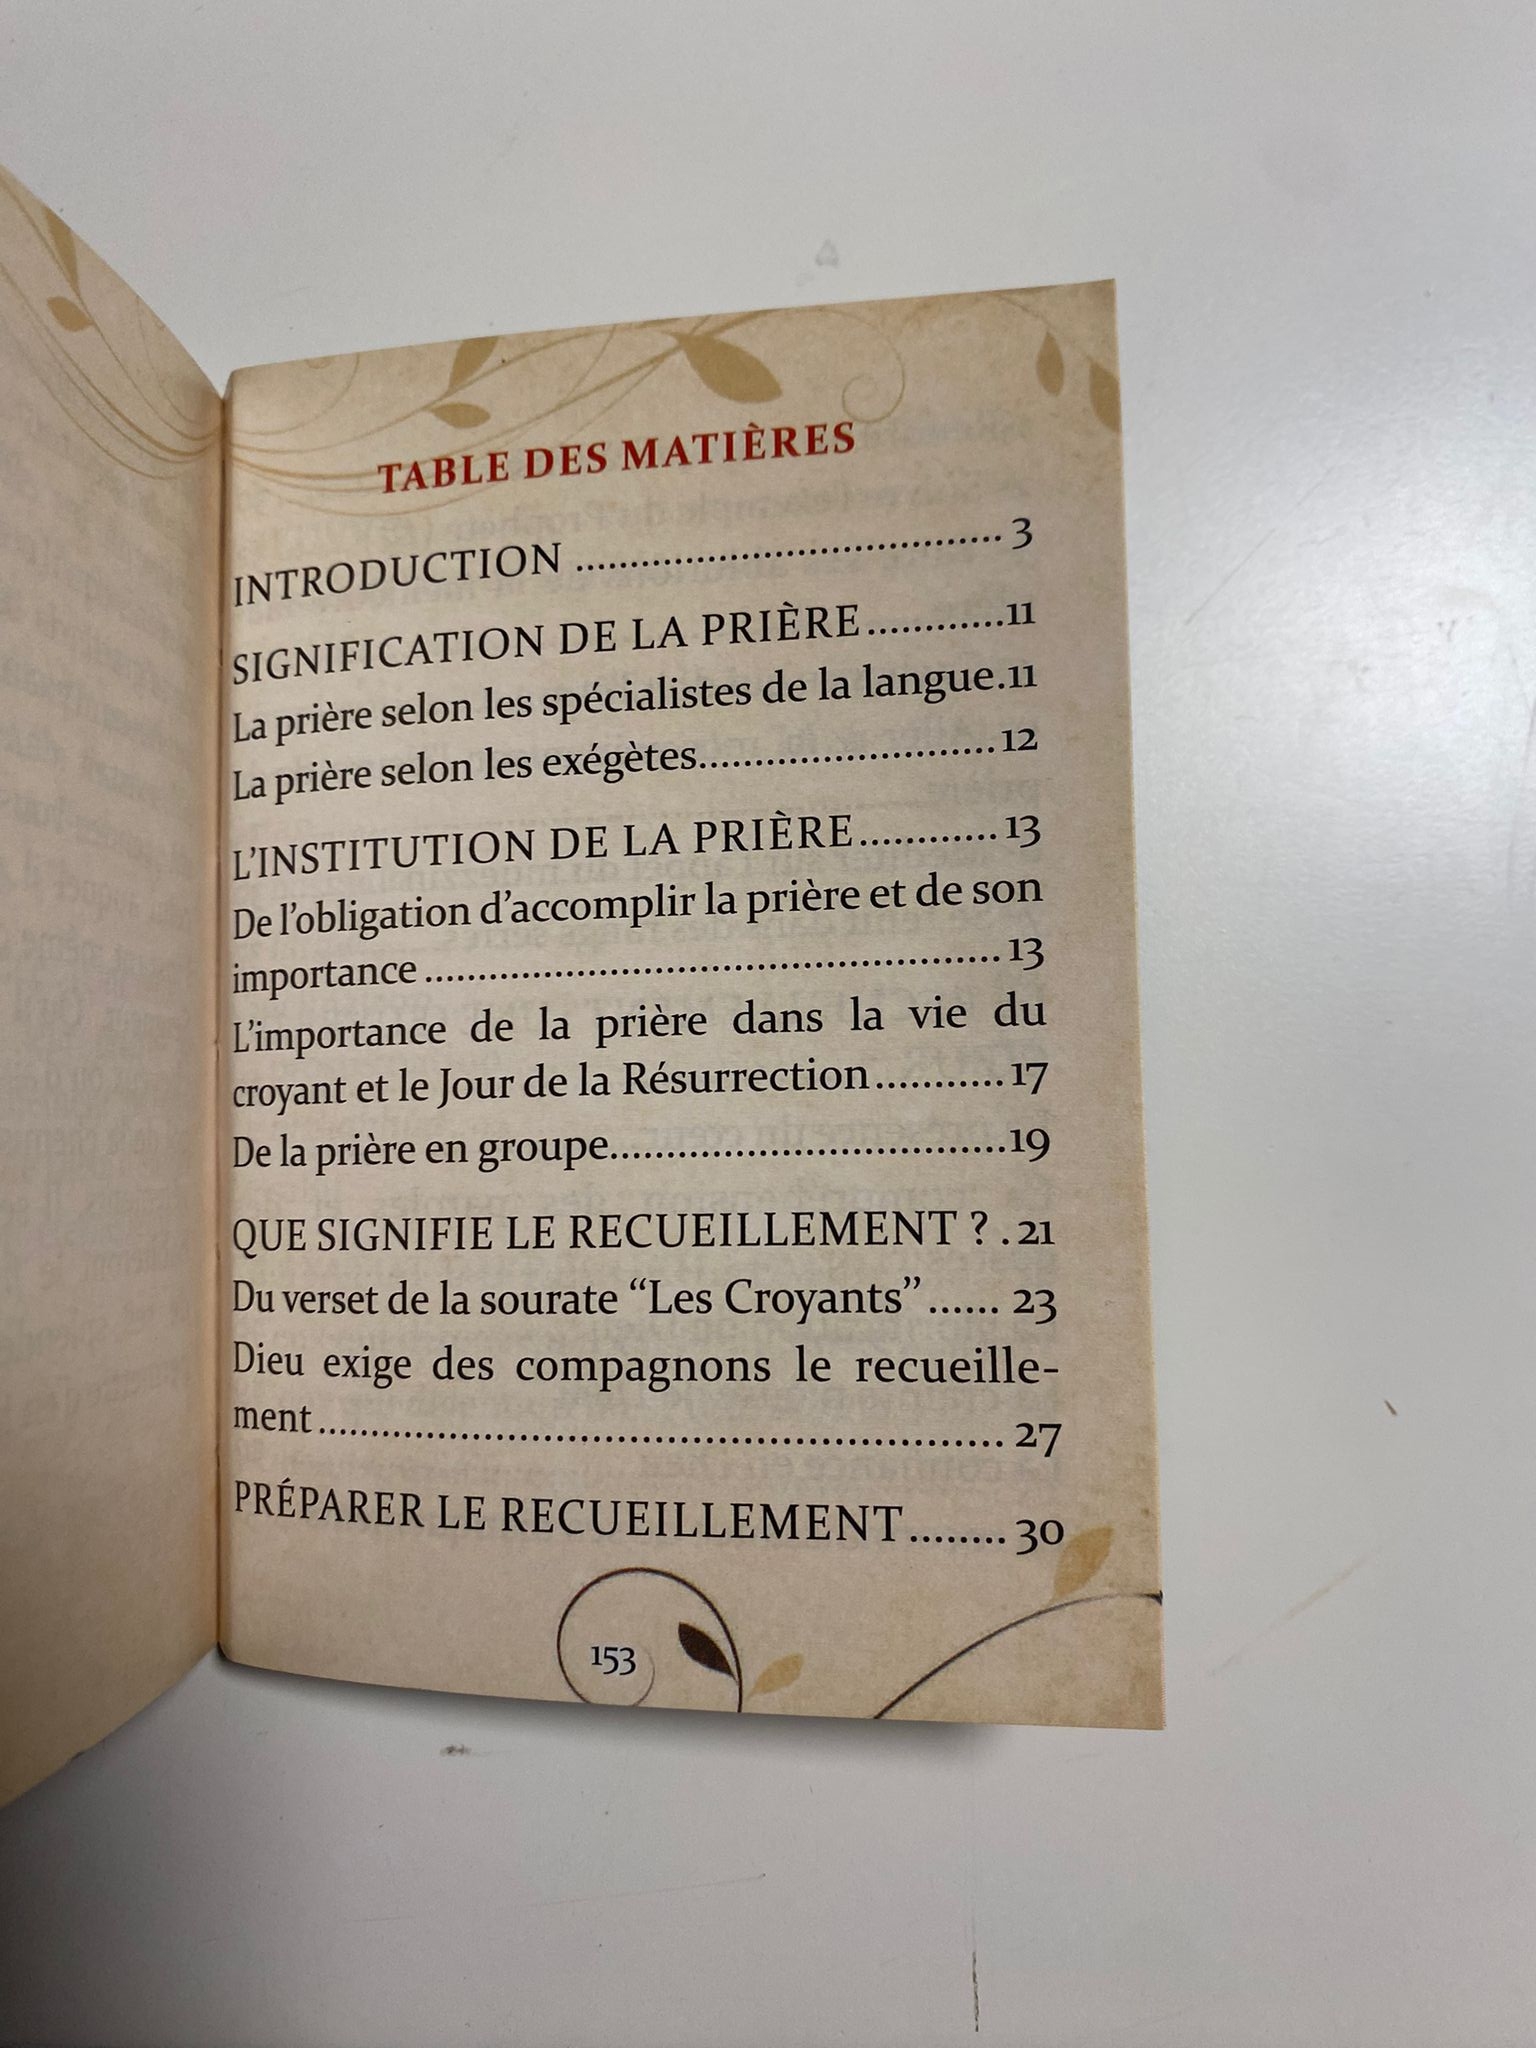 TABLE DES MATIÈRES
INTRODUCTION ........................................ 3
SIGNIFICATION DE LA PRIÈRE............11
La prière selon les spécialistes de la langue.11
La prière selon les exégètes...........................12
L’INSTITUTION DE LA PRIÈRE............13
De l’obligation d’accomplir la prière et de son
importance ......................................................13
L’importance de la prière dans la vie du
croyant et le Jour de la Résurrection...........17
De la prière en groupe....................................19
QUE SIGNIFIE LE RECUEILLEMENT ? .21
Du verset de la sourate “Les Croyants”...... 23
Dieu exige des compagnons le recueille-
ment................................................................ 27
PRÉPARER LE RECUEILLEMENT........ 30
153